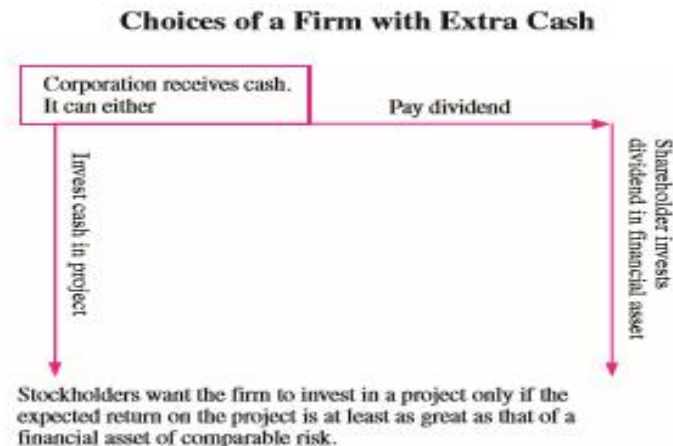 Choices of a Firm with Extra Cash
Corporation receives cash.
It can either
Pay dividend
Invest cash in project
Shareholder invests
dividend in financial asset
Stockholders want the firm to invest in a project only if the
expected return on the project is at least as great as that of a
financial asset of comparable risk.